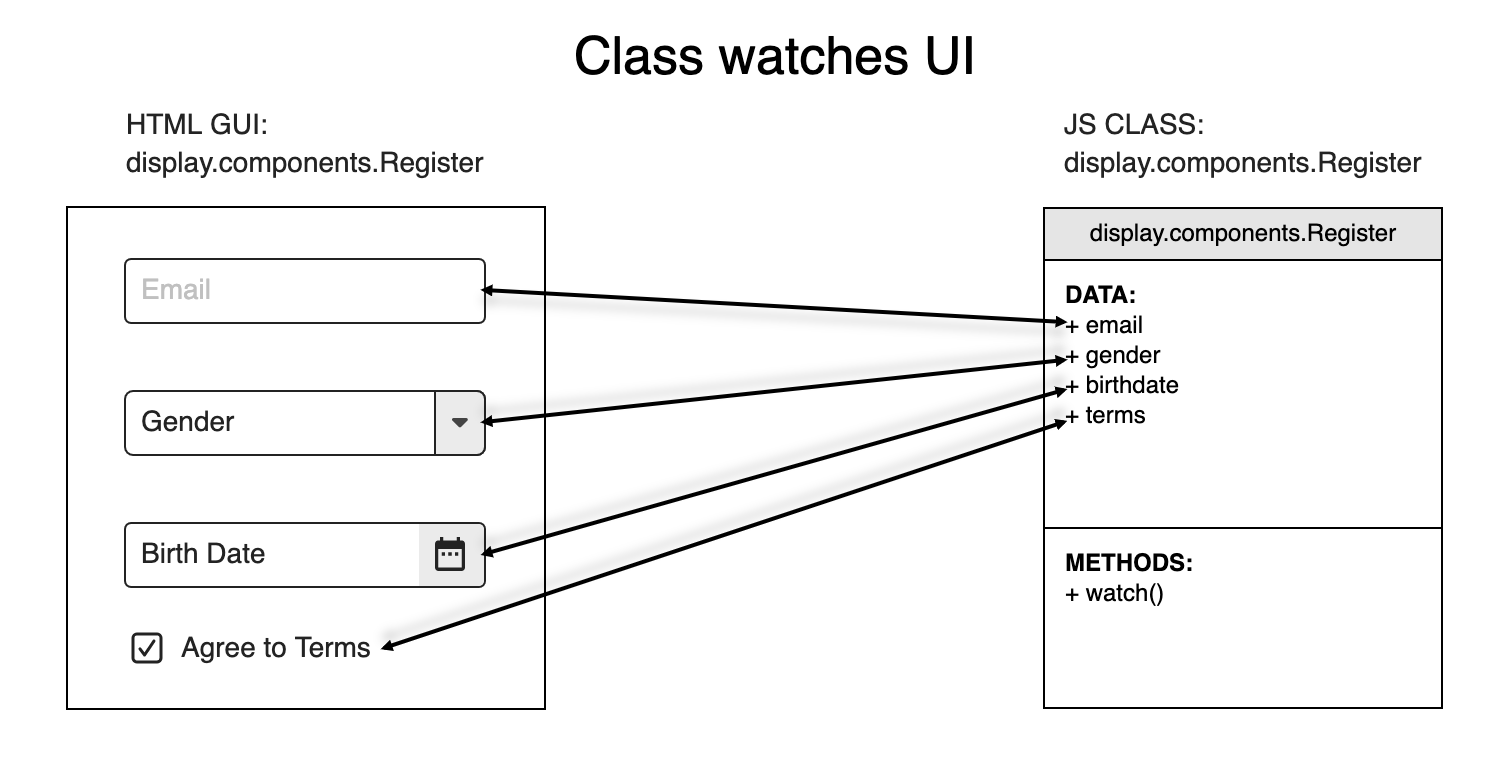 Class watches UI
HTML GUI:
display.components.Register
Email
Gender
Birth Date
Agree to Terms
JS CLASS:
display.components.Register
display.components.Register
DATA:
+ email
+ gender
+ birthdate
+ terms
METHODS:
+ watch()